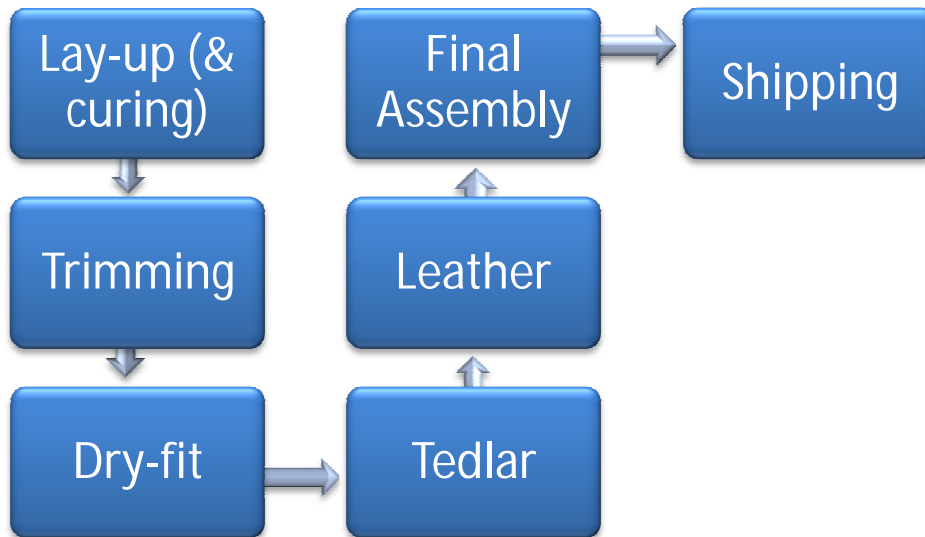 Lay-up (&
curing)
Trimming
Dry-fit
Tedlar
Leather
Final
Assembly
Shipping